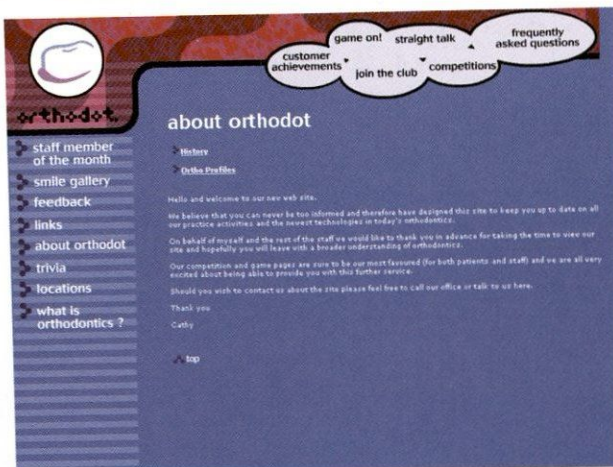 game on!
straight talk
frequently
asked questions
customer
achievements
join the club
competitions
orthodot.
about orthodot
staff member
of the month
smile gallery
feedback
links
about orthodot
trivia
locations
what is
orthodontics ?
History
Ortho Profiles
Hello and welcome to our new web site.
We believe that you can never be too informed and therefore have designed this site to keep you up to date on all
our practice activities and the newest technologies in today's orthodontics.
On behalf of myself and the rest of the staff we would like to thank you in advance for taking the time to view our
site and hopefully you will leave with a broader understanding of orthodontics.
Our competition and game pages are sure to be our most favoured (for both patients and staff) and we are all very
excited about being able to provide you with this further service.
Should you wish to contact us about the site please feel free to call our office or talk to us here.
Thank you
Cathy
top